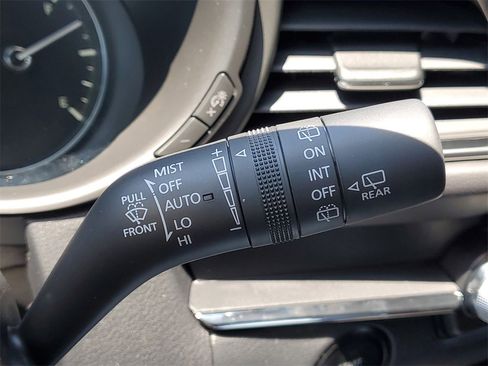 MIST
OFF
AUTO
LO
HI
PULL
FRONT
+
-
ON
INT
OFF
REAR